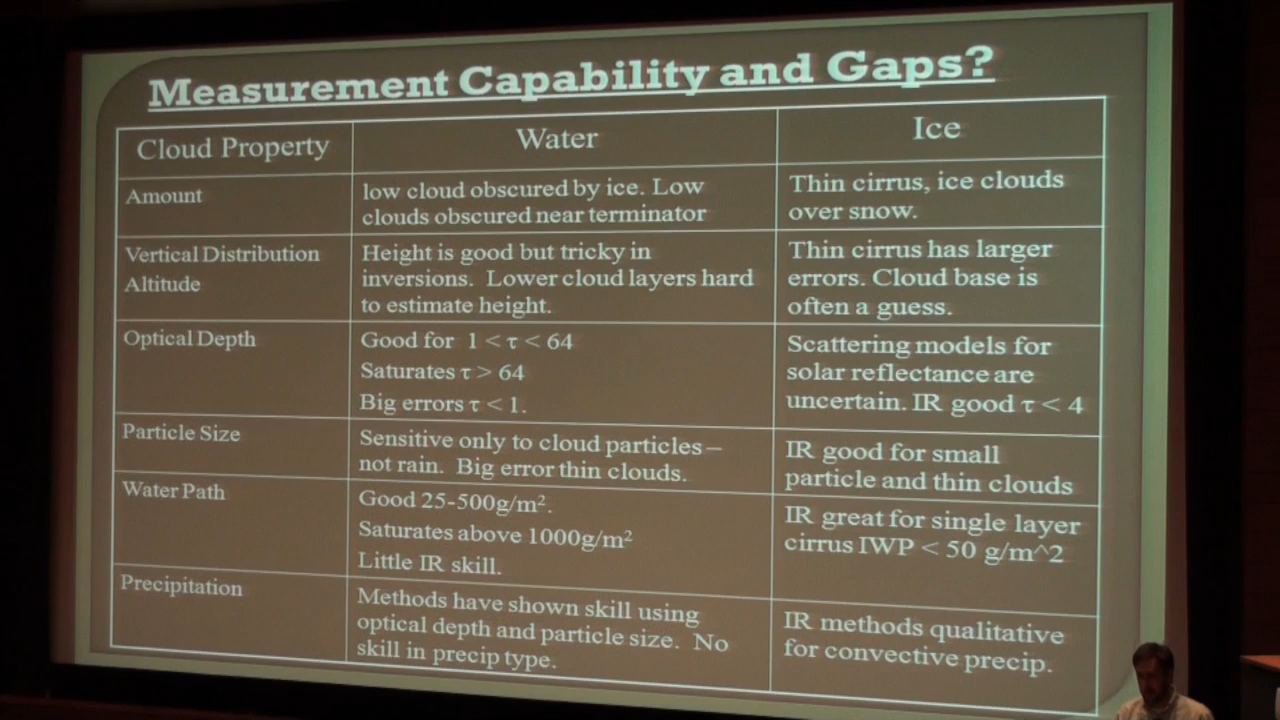 Measurement Capability and Gaps?
Cloud Property
Water
Ice
Amount
low cloud obscured by ice. Low
clouds obscured near terminator
Thin cirrus, ice clouds
over snow.
Vertical Distribution
Altitude
Height is good but tricky in
inversions. Lower cloud layers hard
to estimate height.
Thin cirrus has larger
errors. Cloud base is
often a guess.
Optical Depth
Good for 1 < τ < 64
Saturates τ > 64
Big errors τ < 1.
Scattering models for
solar reflectance are
uncertain. IR good τ < 4
Particle Size
Sensitive only to cloud particles –
not rain. Big error thin clouds.
IR good for small
particle and thin clouds
Water Path
Good 25-500g/m².
Saturates above 1000g/m²
Little IR skill.
IR great for single layer
cirrus IWP < 50 g/m^2
Precipitation
Methods have shown skill using
optical depth and particle size. No
skill in precip type.
IR methods qualitative
for convective precip.